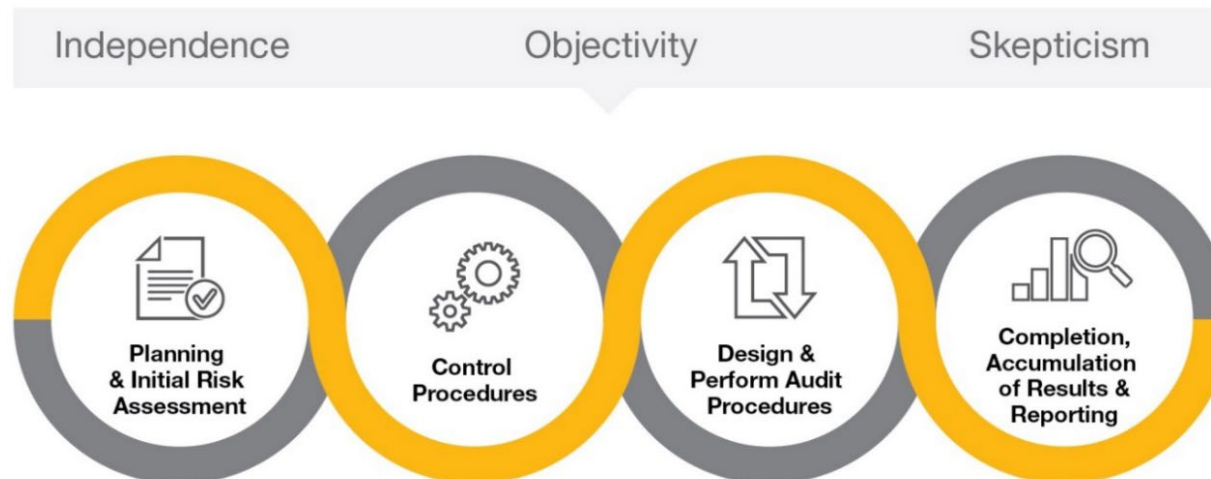 Independence Objectivity Skepticism
Planning
& Initial Risk
Assessment
Control
Procedures
Design &
Perform Audit
Procedures
Completion,
Accumulation
of Results &
Reporting